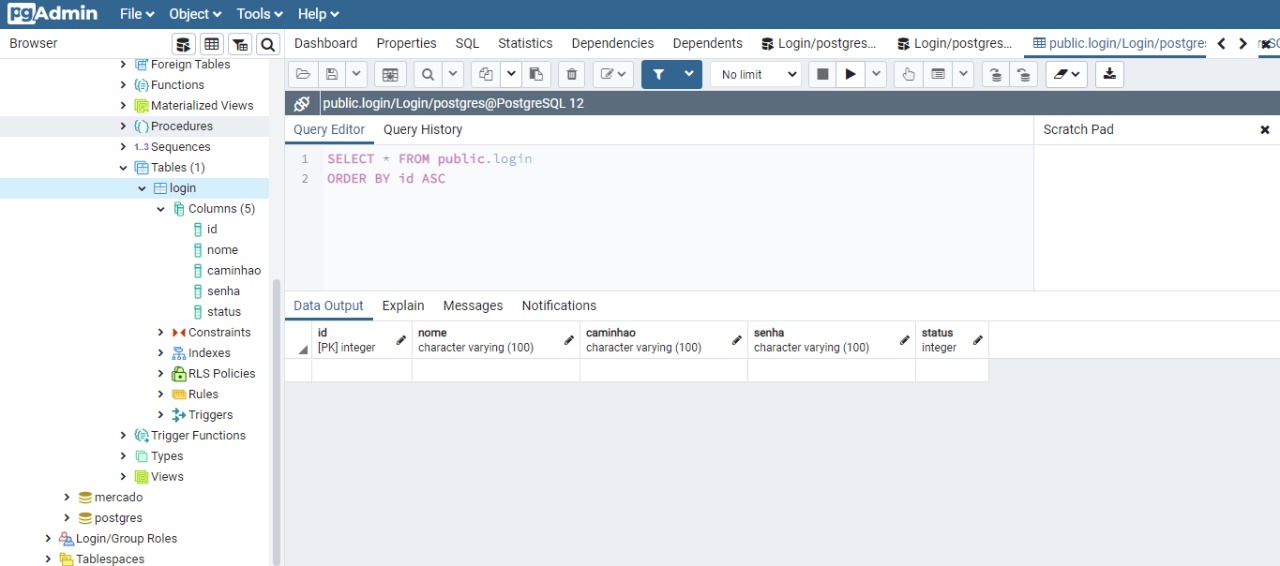 pgAdmin File Object Tools Help
Browser
Dashboard Properties SQL Statistics Dependencies Dependents Login/postgres... Login/postgres... public.login/Login/postgre
No limit
public.login/Login/postgres@PostgreSQL 12
Query Editor Query History
Scratch Pad
1 SELECT * FROM public.login
2 ORDER BY id ASC
Foreign Tables
Functions
Materialized Views
Procedures
1..3 Sequences
Tables (1)
login
Columns (5)
id
nome
caminhao
senha
status
Constraints
Indexes
RLS Policies
Rules
Triggers
Trigger Functions
Types
Views
mercado
postgres
Login/Group Roles
Tablespaces
Data Output Explain Messages Notifications
id nome caminhao senha status
[PK] integer character varying (100) character varying (100) character varying (100) integer